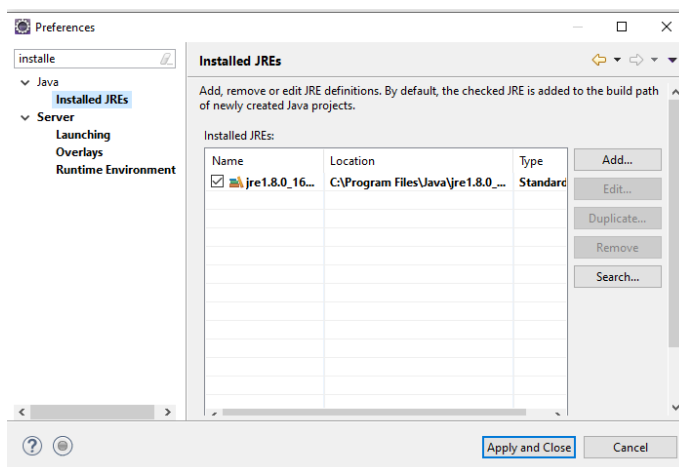 Preferences
installe
Java
Installed JREs
Server
Launching
Overlays
Runtime Environment
Installed JREs
Add, remove or edit JRE definitions. By default, the checked JRE is added to the build path
of newly created Java projects.
Installed JREs:
Name Location Type
jre1.8.0_16... C:\Program Files\Java\jre1.8.0_... Standard
Add...
Edit...
Duplicate...
Remove
Search...
Apply and Close Cancel